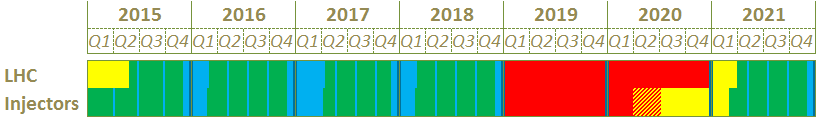 2015 2016 2017 2018 2019 2020 2021
Q1 Q2 Q3 Q4 Q1 Q2 Q3 Q4 Q1 Q2 Q3 Q4 Q1 Q2 Q3 Q4 Q1 Q2 Q3 Q4 Q1 Q2 Q3 Q4 Q1 Q2 Q3 Q4
LHC
Injectors